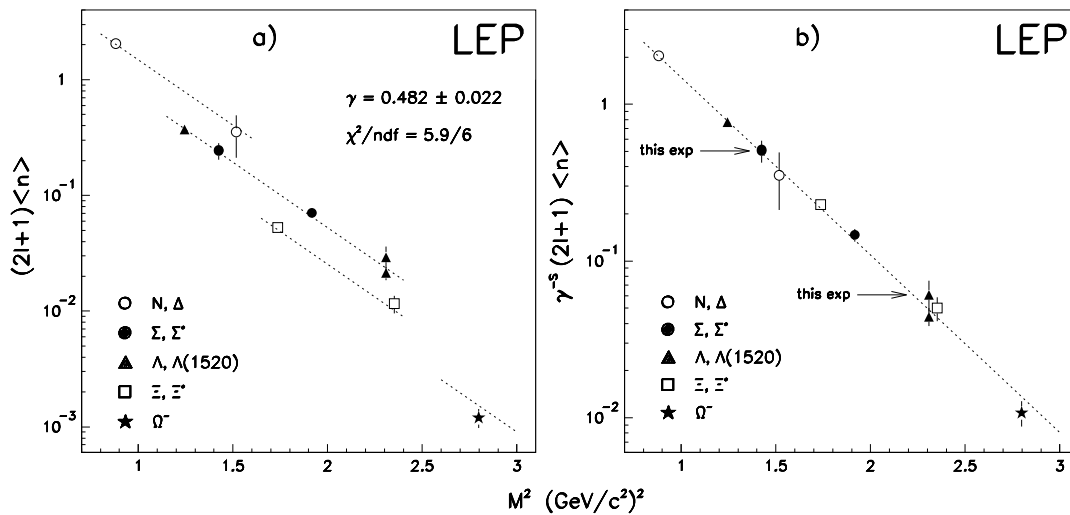 a)
LEP
γ = 0.482 ± 0.022
χ²/ndf = 5.9/6
(2I+1)<n>
1
10⁻¹
10⁻²
10⁻³
N, Δ
Σ, Σ*
Λ, Λ(1520)
Ξ, Ξ*
Ω⁻
1
1.5
2
2.5
3
b)
LEP
this exp
this exp
γ⁻ˢ(2I+1)<n>
1
10⁻¹
10⁻²
N, Δ
Σ, Σ*
Λ, Λ(1520)
Ξ, Ξ*
Ω⁻
1
1.5
2
2.5
3
M² (GeV/c²)²